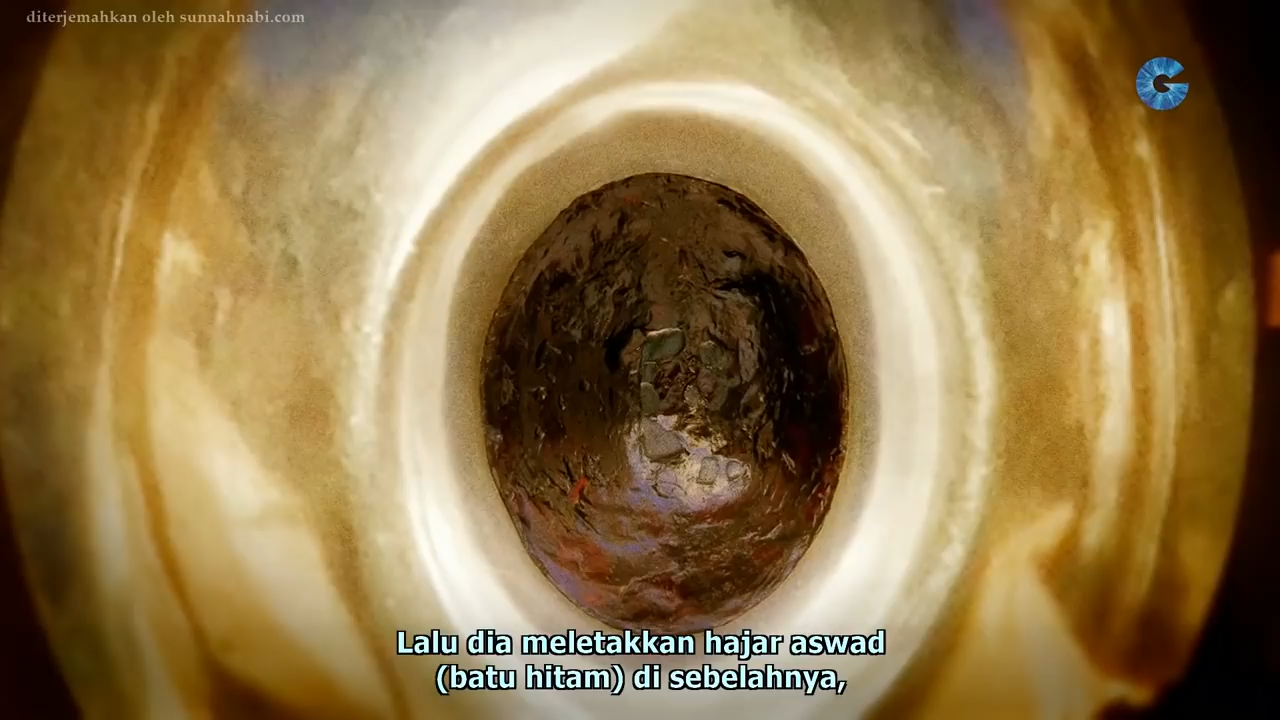 diterjemahkan oleh sunnahnabi.com
Lalu dia meletakkan hajar aswad
(batu hitam) di sebelahnya,